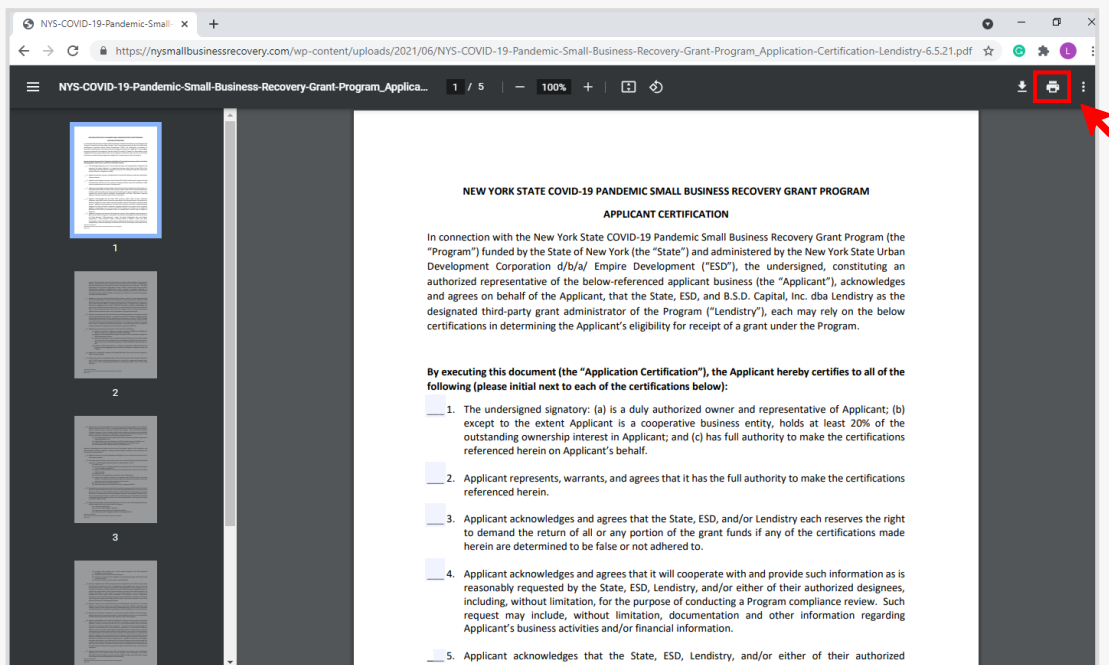 NYS-COVID-19-Pandemic-Small-
https://nysmallbusinessrecovery.com/wp-content/uploads/2021/06/NYS-COVID-19-Pandemic-Small-Business-Recovery-Grant-Program_Application-Certification-Lendistry-6.5.21.pdf
L
NYS-COVID-19-Pandemic-Small-Business-Recovery-Grant-Program_Applica... 1 / 5 100%
NEW YORK STATE COVID-19 PANDEMIC SMALL BUSINESS RECOVERY GRANT PROGRAM
APPLICANT CERTIFICATION
In connection with the New York State COVID-19 Pandemic Small Business Recovery Grant Program (the
“Program”) funded by the State of New York (the “State”) and administered by the New York State Urban
Development Corporation d/b/a/ Empire Development (“ESD”), the undersigned, constituting an
authorized representative of the below-referenced applicant business (the “Applicant”), acknowledges
and agrees on behalf of the Applicant, that the State, ESD, and B.S.D. Capital, Inc. dba Lendistry as the
designated third-party grant administrator of the Program (“Lendistry”), each may rely on the below
certifications in determining the Applicant’s eligibility for receipt of a grant under the Program.
By executing this document (the “Application Certification”), the Applicant hereby certifies to all of the
following (please initial next to each of the certifications below):
___1. The undersigned signatory: (a) is a duly authorized owner and representative of Applicant; (b)
except to the extent Applicant is a cooperative business entity, holds at least 20% of the
outstanding ownership interest in Applicant; and (c) has full authority to make the certifications
referenced herein on Applicant’s behalf.
___2. Applicant represents, warrants, and agrees that it has the full authority to make the certifications
referenced herein.
___3. Applicant acknowledges and agrees that the State, ESD, and/or Lendistry each reserves the right
to demand the return of all or any portion of the grant funds if any of the certifications made
herein are determined to be false or not adhered to.
___4. Applicant acknowledges and agrees that it will cooperate with and provide such information as is
reasonably requested by the State, ESD, Lendistry, and/or either of their authorized designees,
including, without limitation, for the purpose of conducting a Program compliance review. Such
request may include, without limitation, documentation and other information regarding
Applicant’s business activities and/or financial information.
___5. Applicant acknowledges that the State, ESD, Lendistry, and/or either of their authorized
1
2
3